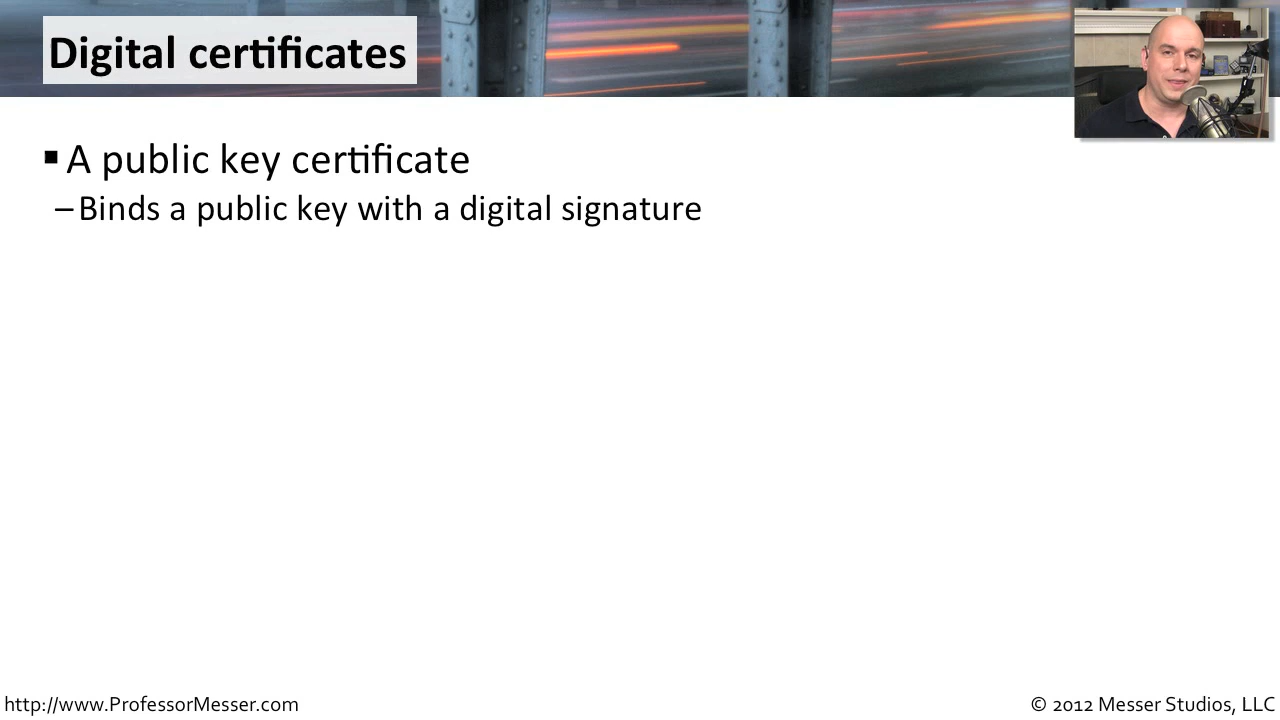 Digital certificates
▪ A public key certificate
– Binds a public key with a digital signature
http://www.ProfessorMesser.com
© 2012 Messer Studios, LLC